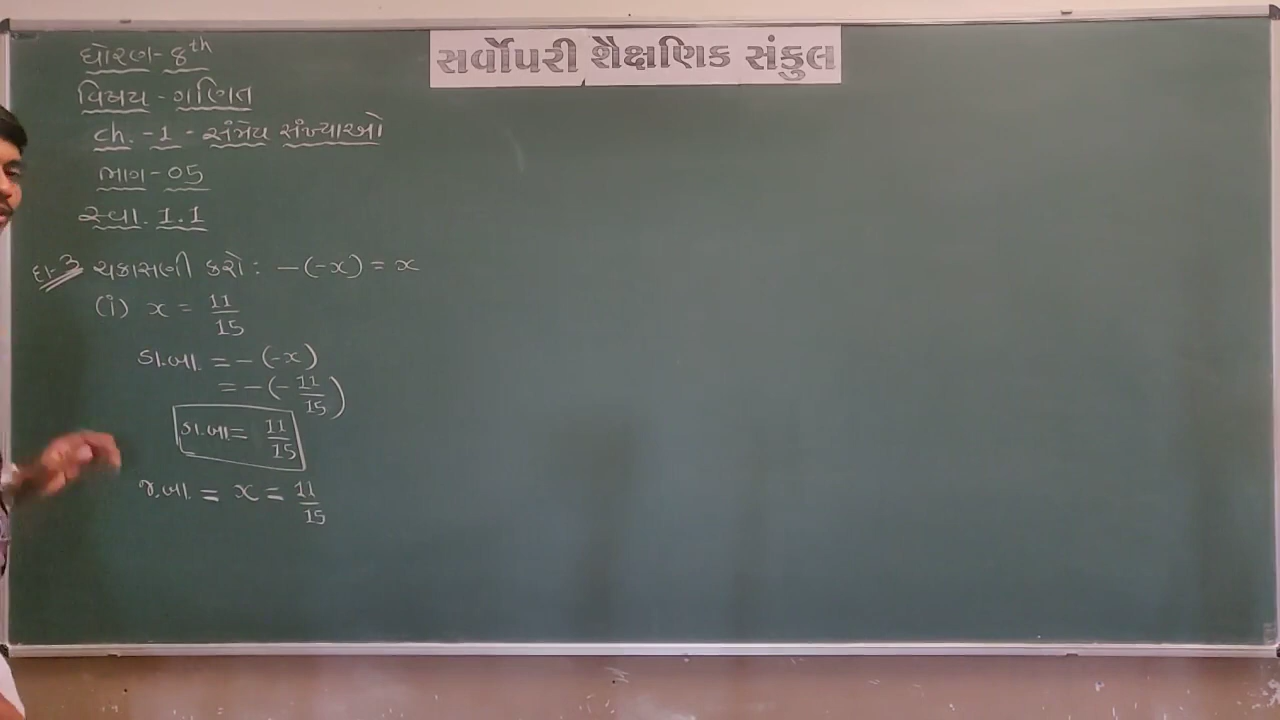 સર્વોપરી શૈક્ષણિક સંકુલ
ધોરણ - 8th
વિષય - ગણિત
ch. - 1 - સંમેય સંખ્યાઓ
ભાગ - 05
સ્વા. 1.1
દા-3 ચકાસણી કરો : -(-x) = x
(i) x = 11/15
ડા.બા. = -(-x)
= -(-11/15)
ડા.બા = 11/15
જ.બા. = x = 11/15